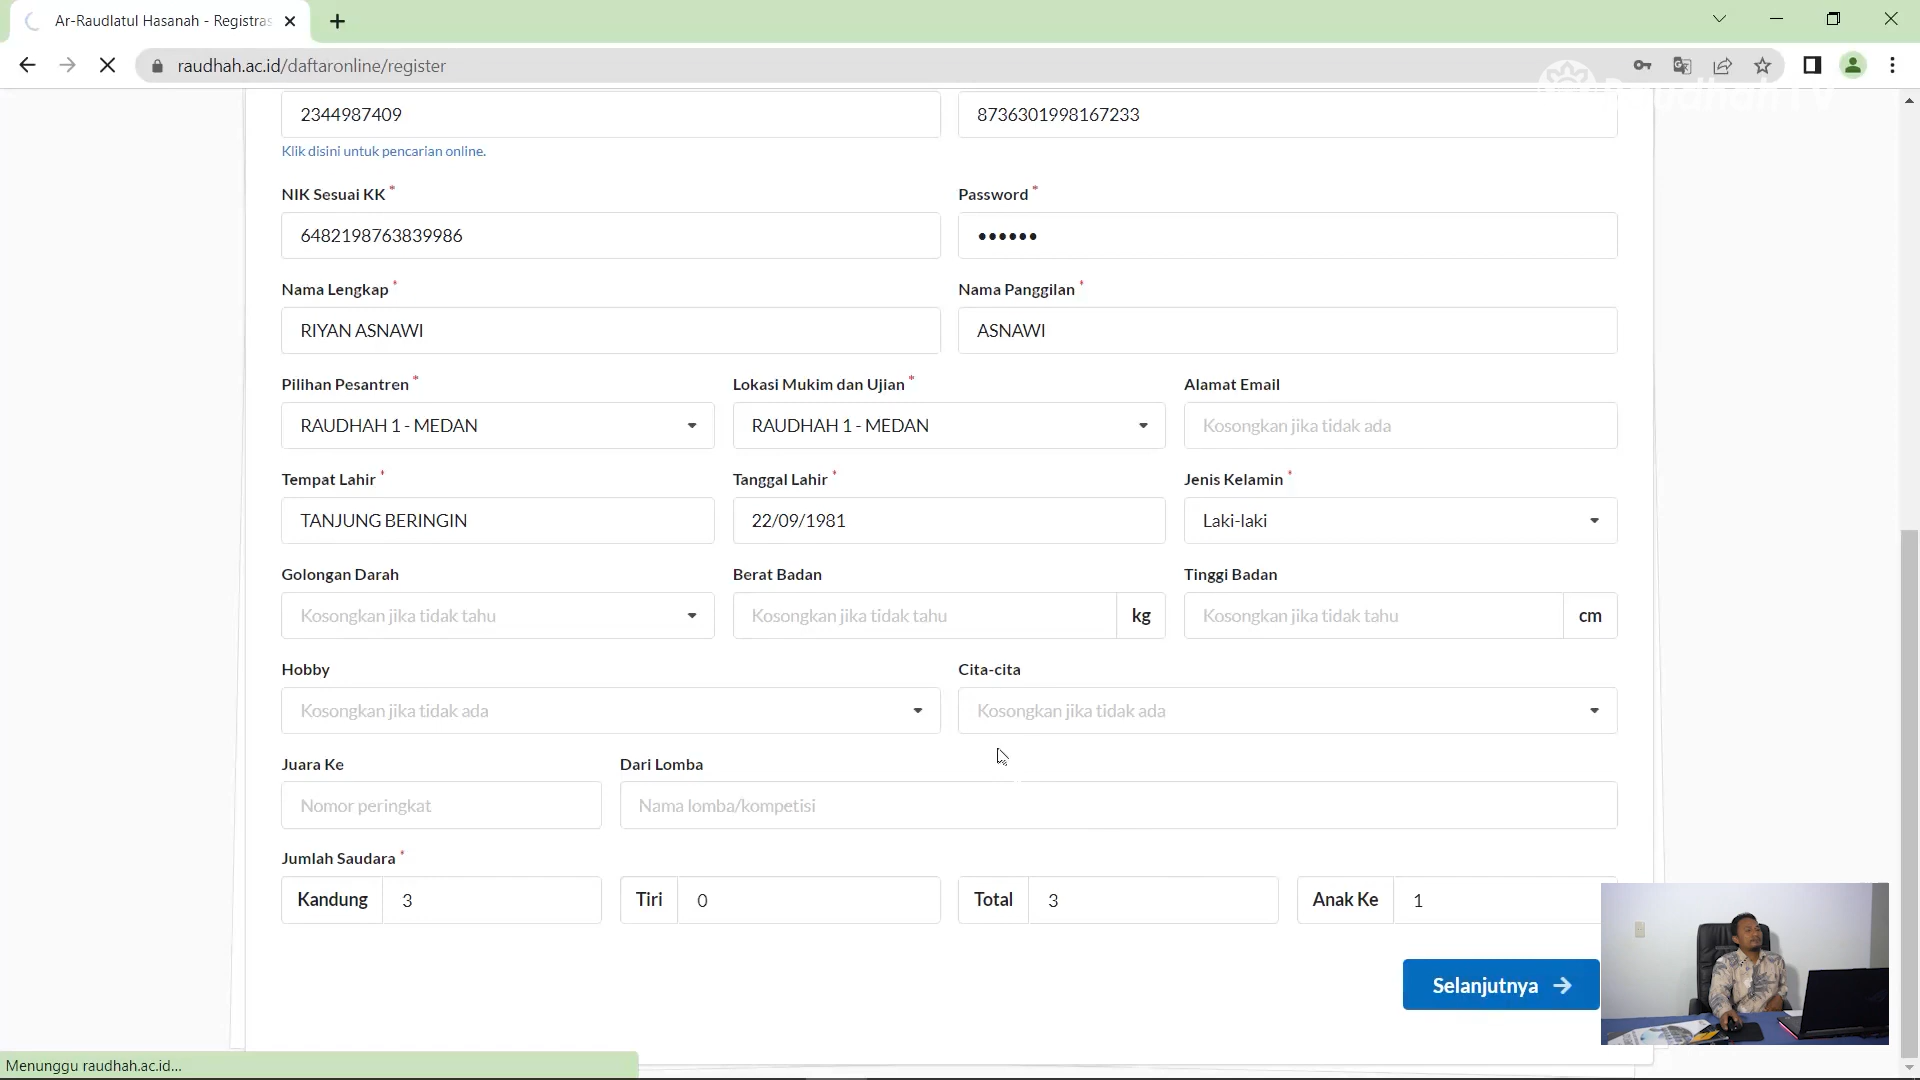 Ar-Raudlatul Hasanah - Registras
raudhah.ac.id/daftaronline/register
Raudhah TV
2344987409
8736301998167233
Klik disini untuk pencarian online.
NIK Sesuai KK *
Password *
6482198763839986
••••••
Nama Lengkap *
Nama Panggilan *
RIYAN ASNAWI
ASNAWI
Pilihan Pesantren *
Lokasi Mukim dan Ujian *
Alamat Email
RAUDHAH 1 - MEDAN
RAUDHAH 1 - MEDAN
Kosongkan jika tidak ada
Tempat Lahir *
Tanggal Lahir *
Jenis Kelamin *
TANJUNG BERINGIN
22/09/1981
Laki-laki
Golongan Darah
Berat Badan
Tinggi Badan
Kosongkan jika tidak tahu
Kosongkan jika tidak tahu
kg
Kosongkan jika tidak tahu
cm
Hobby
Cita-cita
Kosongkan jika tidak ada
Kosongkan jika tidak ada
Juara Ke
Dari Lomba
Nomor peringkat
Nama lomba/kompetisi
Jumlah Saudara *
Kandung
3
Tiri
0
Total
3
Anak Ke
1
Selanjutnya →
Menunggu raudhah.ac.id...